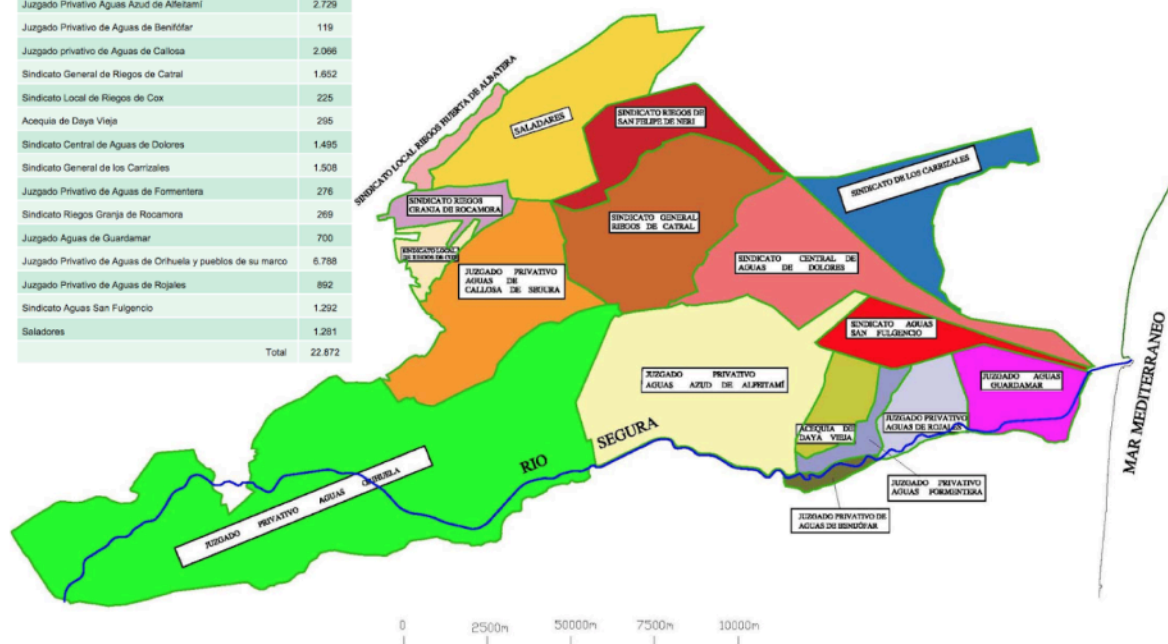 Juzgado Privativo Aguas Azud de Alfeitamí 2.729
Juzgado Privativo de Aguas de Benifófar 119
Juzgado privativo de Aguas de Callosa 2.066
Sindicato General de Riegos de Catral 1.652
Sindicato Local de Riegos de Cox 225
Acequia de Daya Vieja 295
Sindicato Central de Aguas de Dolores 1.495
Sindicato General de los Carrizales 1.508
Juzgado Privativo de Aguas de Formentera 276
Sindicato Riegos Granja de Rocamora 269
Juzgado Aguas de Guardamar 700
Juzgado Privativo de Aguas de Orihuela y pueblos de su marco 6.788
Juzgado Privativo de Aguas de Rojales 892
Sindicato Aguas San Fulgencio 1.292
Saladores 1.281
Total 22.872
SINDICATO LOCAL RIEGOS HUERTA DE ALBATERA
SALADARES
SINDICATO RIEGOS DE
SAN FELIPE DE NERI
SINDICATO DE LOS CARRIZALES
SINDICATO RIEGOS
GRANJA DE ROCAMORA
SINDICATO GENERAL
RIEGOS DE CATRAL
SINDICATO LOCAL
DE RIEGOS DE COX
JUZGADO PRIVATIVO
AGUAS DE
CALLOSA DE SEGURA
SINDICATO CENTRAL DE
AGUAS DE DOLORES
SINDICATO AGUAS
SAN FULGENCIO
JUZGADO PRIVATIVO
AGUAS AZUD DE ALFEITAMÍ
JUZGADO AGUAS
GUARDAMAR
ACEQUIA DE
DAYA VIEJA
JUZGADO PRIVATIVO
AGUAS DE ROJALES
RIO SEGURA
JUZGADO PRIVATIVO AGUAS ORIHUELA
JUZGADO PRIVATIVO
AGUAS FORMENTERA
JUZGADO PRIVATIVO DE
AGUAS DE BENIJÓFAR
MAR MEDITERRANEO
0 2500m 50000m 7500m 10000m